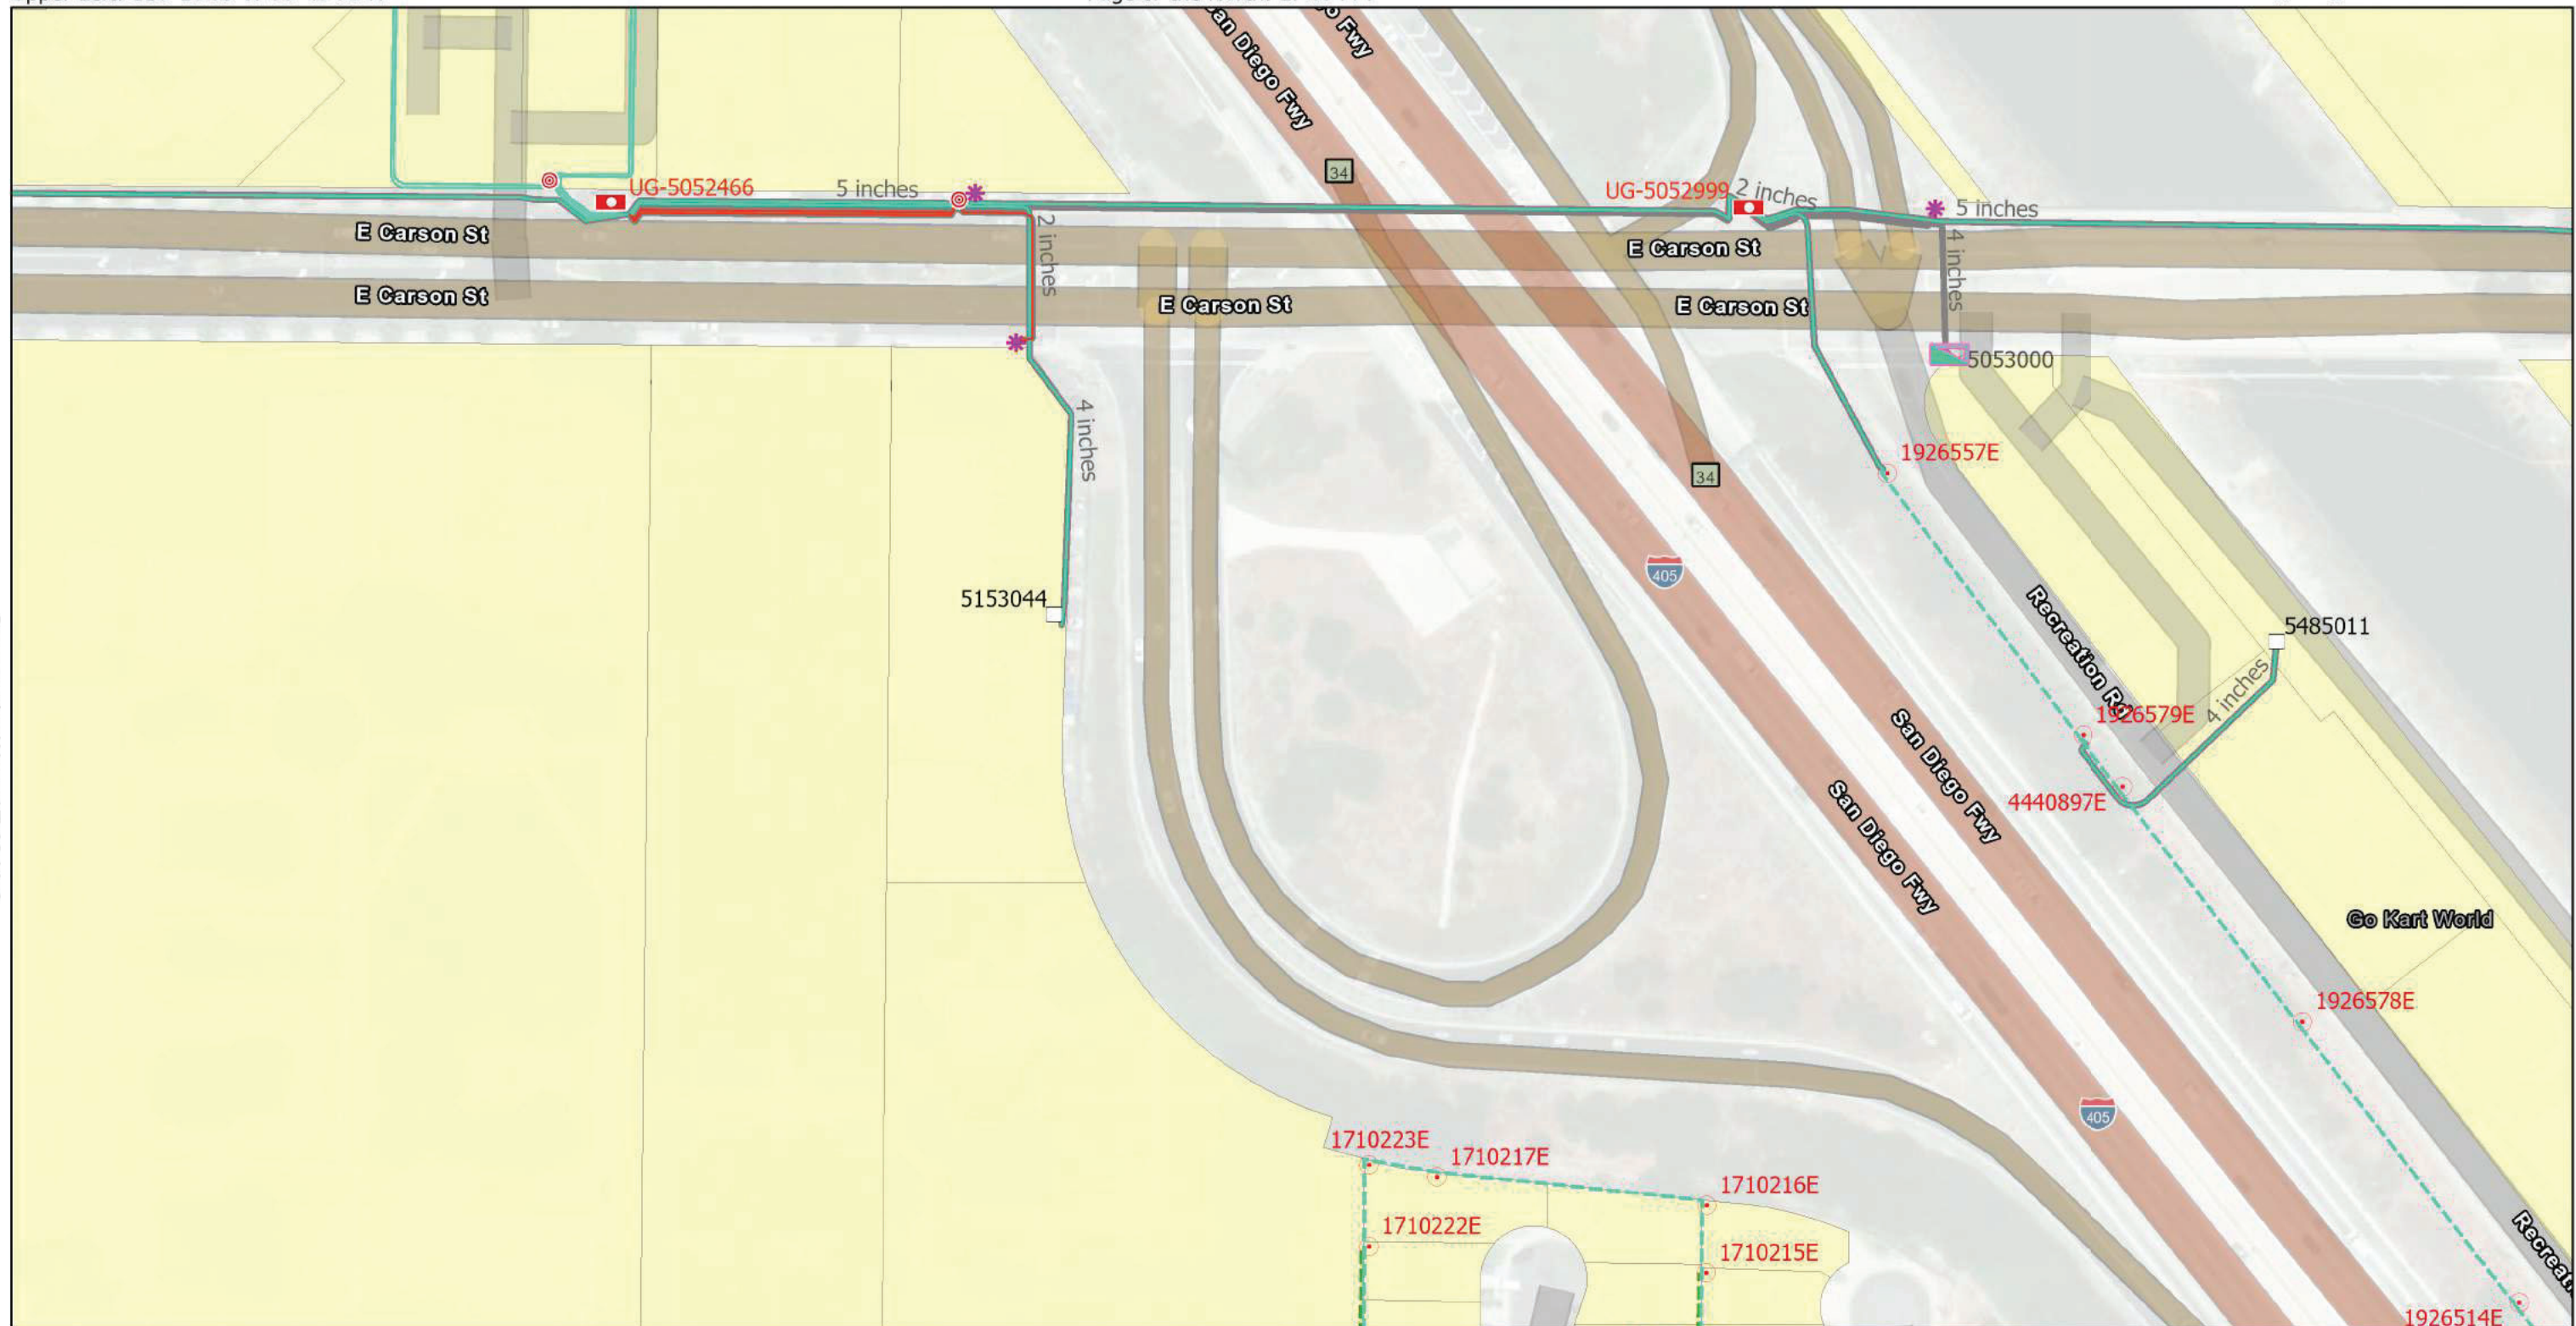 San Diego Fwy
o Fwy
34
UG-5052466
5 inches
UG-5052999
2 inches
5 inches
E Carson St
E Carson St
2 inches
4 inches
E Carson St
E Carson St
E Carson St
5053000
4 inches
1926557E
34
405
5153044
Recreation Rd
5485011
4 inches
1926579E
San Diego Fwy
4440897E
San Diego Fwy
Go Kart World
1926578E
405
1710223E
1710217E
1710216E
1710222E
1710215E
Recreat
1926514E